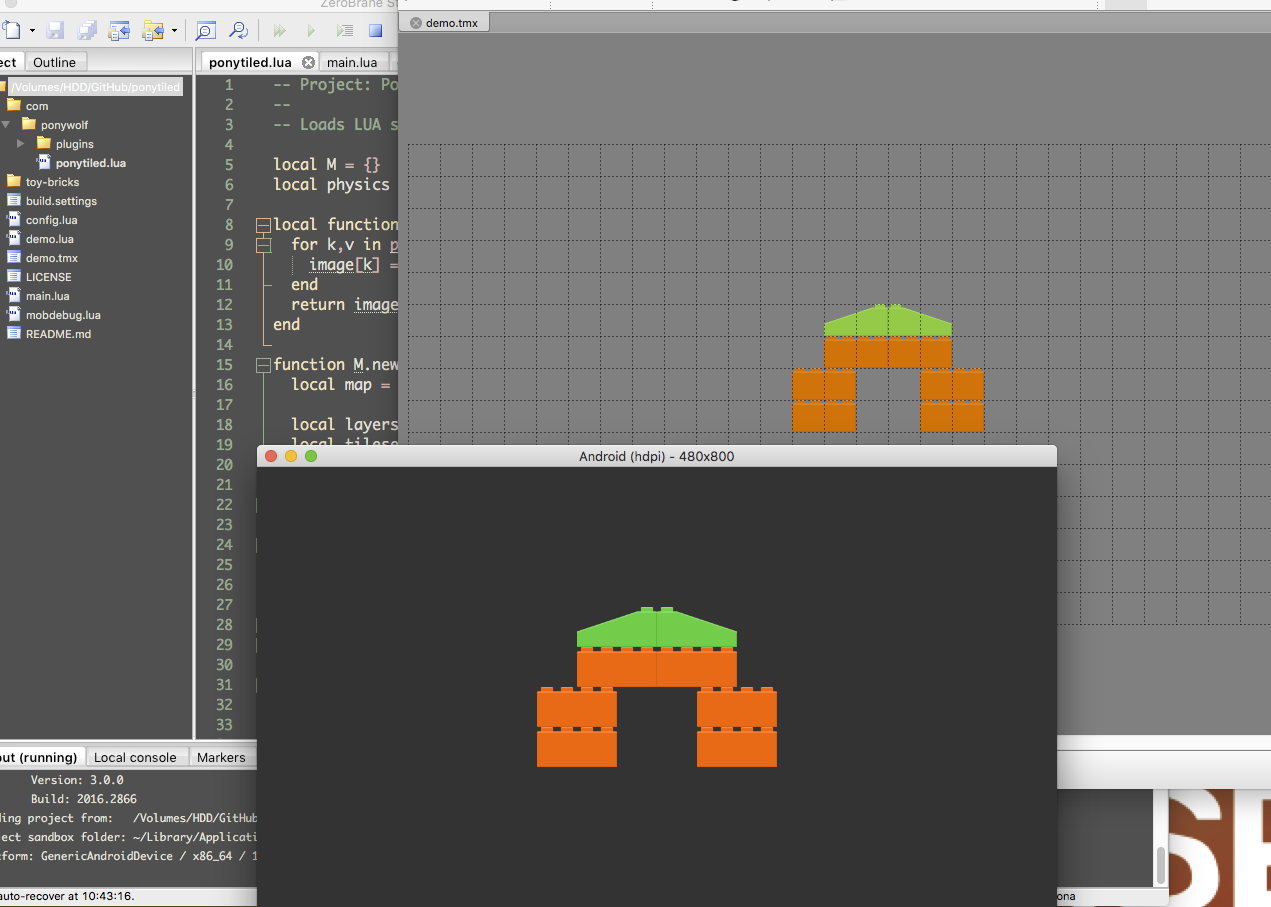 ZeroBrane
demo.tmx
Outline
ponytiled.lua
main.lua
/Volumes/HDD/GitHub/ponytiled
com
ponywolf
plugins
ponytiled.lua
toy-bricks
build.settings
config.lua
demo.lua
demo.tmx
LICENSE
main.lua
mobdebug.lua
README.md
1 -- Project: Po
2 --
3 -- Loads LUA s
4
5 local M = {}
6 local physics
7
8 local function
9 for k,v in p
10 image[k] =
11 end
12 return image
13 end
14
15 function M.new
16 local map =
17
18 local layers
19 local tilese
20
21
22
23
24
25
26
27
28
29
30
31
32
33
Android (hdpi) - 480x800
put (running)
Local console
Markers
Version: 3.0.0
Build: 2016.2866
ding project from: /Volumes/HDD/GitHub
ject sandbox folder: ~/Library/Applicati
tform: GenericAndroidDevice / x86_64 / 1
auto-recover at 10:43:16.
ona